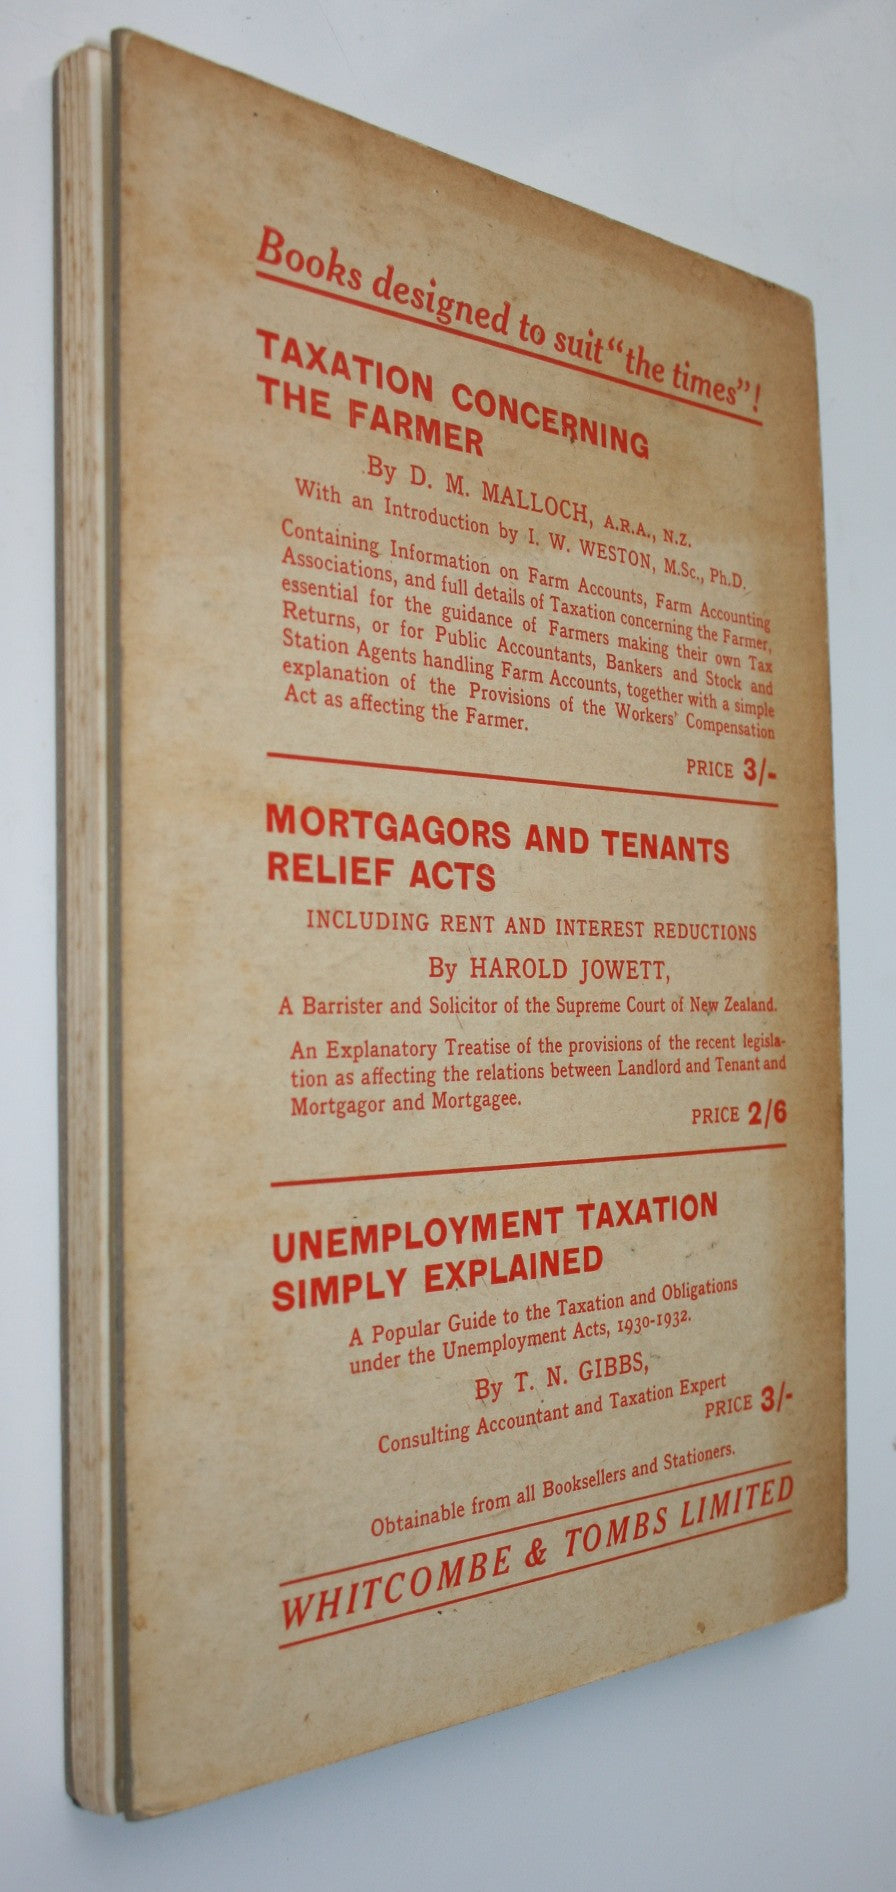 Books designed to suit "the times"!
TAXATION CONCERNING
THE FARMER
By D. M. MALLOCH, A.R.A., N.Z.
With an Introduction by I. W. WESTON, M.Sc., Ph.D.
Containing Information on Farm Accounts, Farm Accounting
Associations, and full details of Taxation concerning the Farmer,
essential for the guidance of Farmers making their own Tax
Returns, or for Public Accountants, Bankers and Stock and
Station Agents handling Farm Accounts, together with a simple
explanation of the Provisions of the Workers' Compensation
Act as affecting the Farmer.
PRICE 3/-
MORTGAGORS AND TENANTS
RELIEF ACTS
INCLUDING RENT AND INTEREST REDUCTIONS
By HAROLD JOWETT,
A Barrister and Solicitor of the Supreme Court of New Zealand.
An Explanatory Treatise of the provisions of the recent legisla-
tion as affecting the relations between Landlord and Tenant and
Mortgagor and Mortgagee.
PRICE 2/6
UNEMPLOYMENT TAXATION
SIMPLY EXPLAINED
A Popular Guide to the Taxation and Obligations
under the Unemployment Acts, 1930-1932.
By T. N. GIBBS,
Consulting Accountant and Taxation Expert
PRICE 3/-
Obtainable from all Booksellers and Stationers.
WHITCOMBE & TOMBS LIMITED